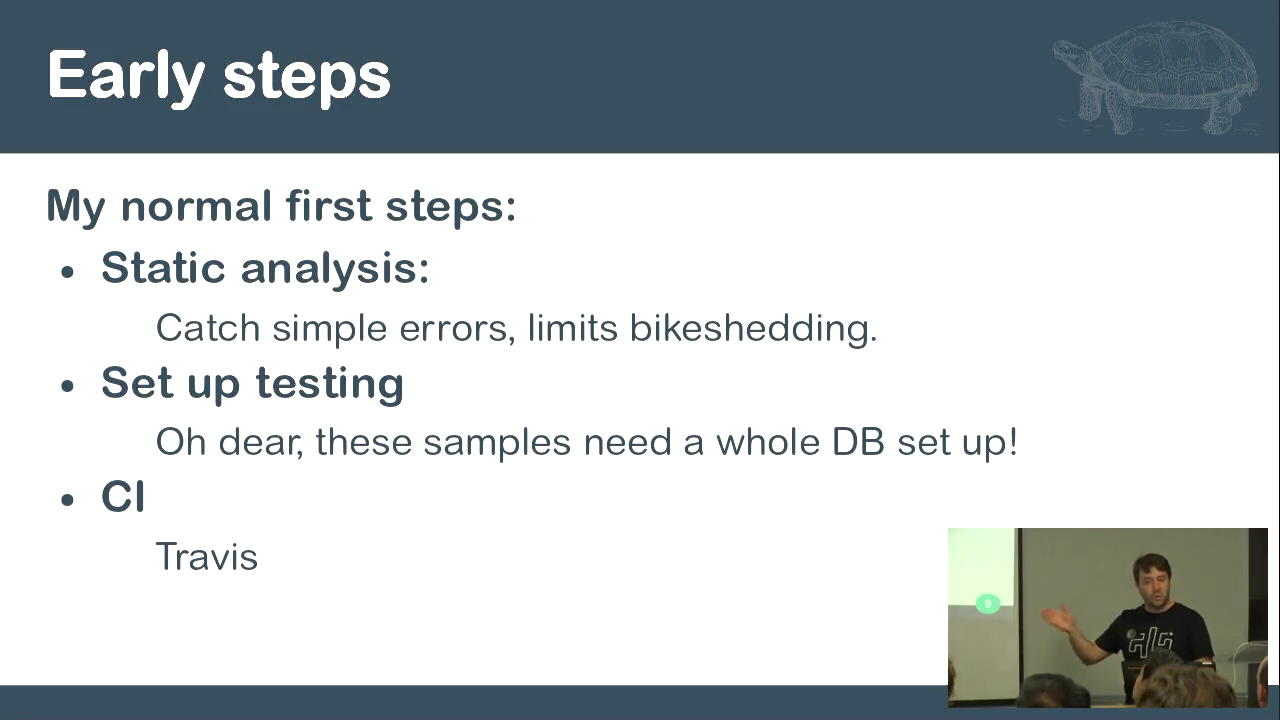 Early steps
My normal first steps:
• Static analysis:
Catch simple errors, limits bikeshedding.
• Set up testing
Oh dear, these samples need a whole DB set up!
• CI
Travis
9